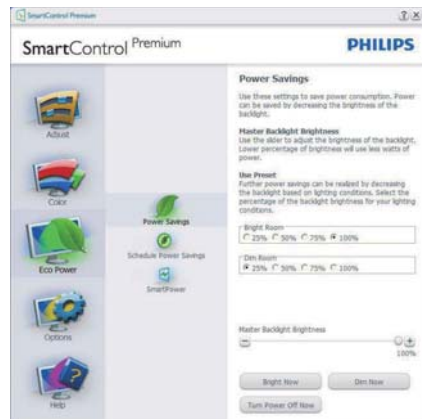 SmartControl Premium
SmartControl Premium
PHILIPS
Adjust
Color
Eco Power
Options
Help
Power Savings
Schedule Power Savings
SmartPower
Power Savings
Use these settings to save power consumption. Power
can be saved by decreasing the brightness of the
backlight.
Master Backlight Brightness
Use the slider to adjust the brightness of the backlight.
Lower percentage of brightness will use less watts of
power.
Use Preset
Further power savings can be realized by decreasing
the backlight based on lighting conditions. Select the
percentage of the backlight brightness for your lighting
conditions.
Bright Room
25% 50% 75% 100%
Dim Room
25% 50% 75% 100%
Master Backlight Brightness
100%
Bright Now
Dim Now
Turn Power Off Now